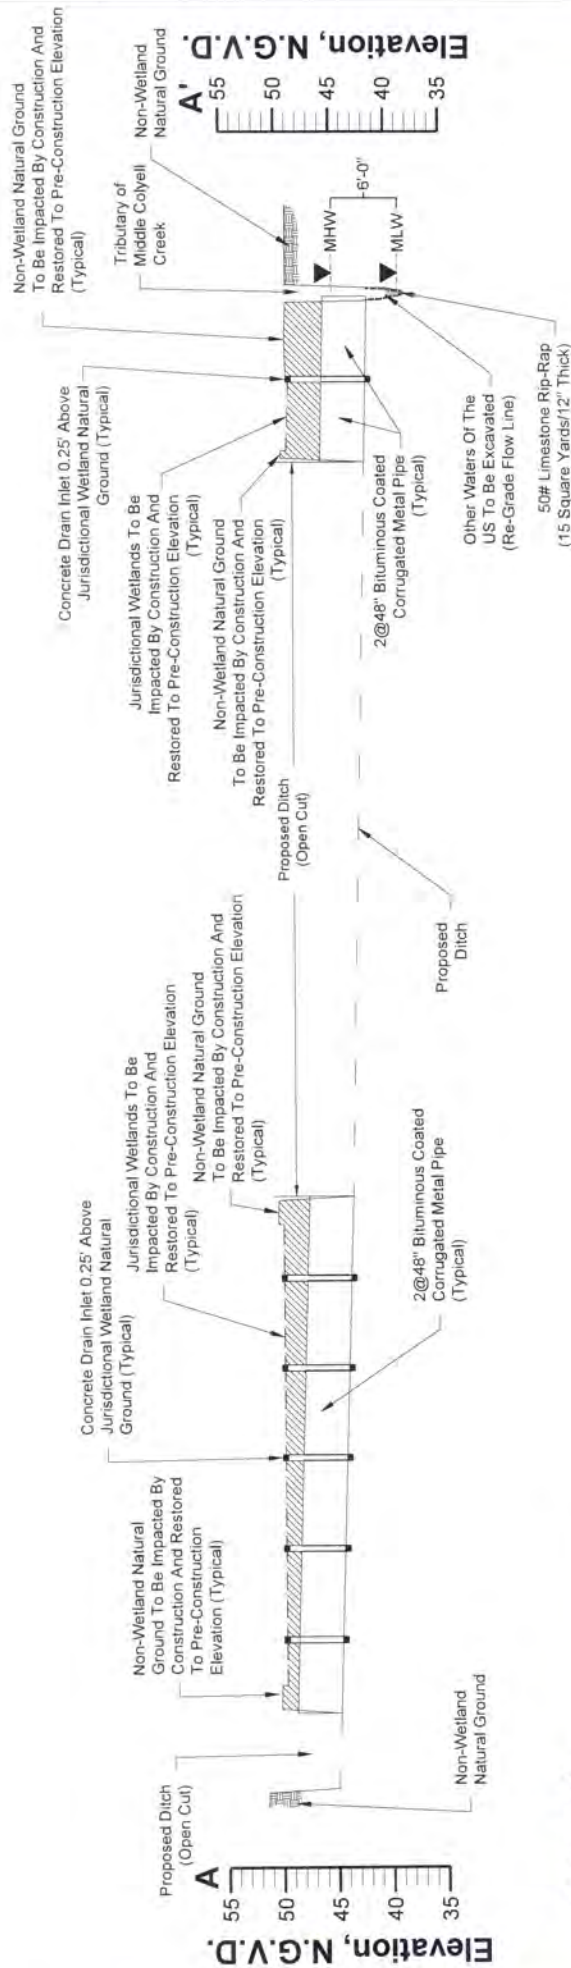 Elevation, N.G.V.D.
A
55
50
45
40
35
Proposed Ditch
(Open Cut)
Non-Wetland
Natural Ground
Non-Wetland Natural
Ground To Be Impacted By
Construction And Restored
To Pre-Construction
Elevation (Typical)
Concrete Drain Inlet 0.25' Above
Jurisdictional Wetland Natural
Ground (Typical)
Jurisdictional Wetlands To Be
Impacted By Construction And
Restored To Pre-Construction Elevation
(Typical)
Non-Wetland Natural Ground
To Be Impacted By Construction And
Restored To Pre-Construction Elevation
(Typical)
2@48" Bituminous Coated
Corrugated Metal Pipe
(Typical)
Proposed Ditch
(Open Cut)
Proposed
Ditch
Concrete Drain Inlet 0.25' Above
Jurisdictional Wetland Natural
Ground (Typical)
Jurisdictional Wetlands To Be
Impacted By Construction And
Restored To Pre-Construction Elevation
(Typical)
Non-Wetland Natural Ground
To Be Impacted By Construction And
Restored To Pre-Construction Elevation
(Typical)
2@48" Bituminous Coated
Corrugated Metal Pipe
(Typical)
Non-Wetland Natural Ground
To Be Impacted By Construction And
Restored To Pre-Construction Elevation
(Typical)
Tributary of
Middle Colyell
Creek
Non-Wetland
Natural Ground
MHW
6'-0"
MLW
Other Waters Of The
US To Be Excavated
(Re-Grade Flow Line)
50# Limestone Rip-Rap
(15 Square Yards/12" Thick)
A'
55
50
45
40
35
Elevation, N.G.V.D.